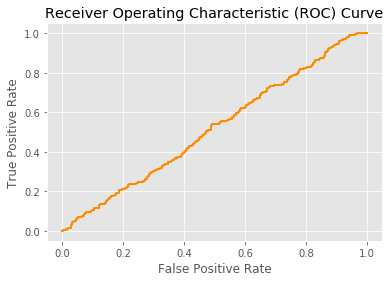 Receiver Operating Characteristic (ROC) Curve
True Positive Rate
1.0
0.8
0.6
0.4
0.2
0.0
0.0 0.2 0.4 0.6 0.8 1.0
False Positive Rate